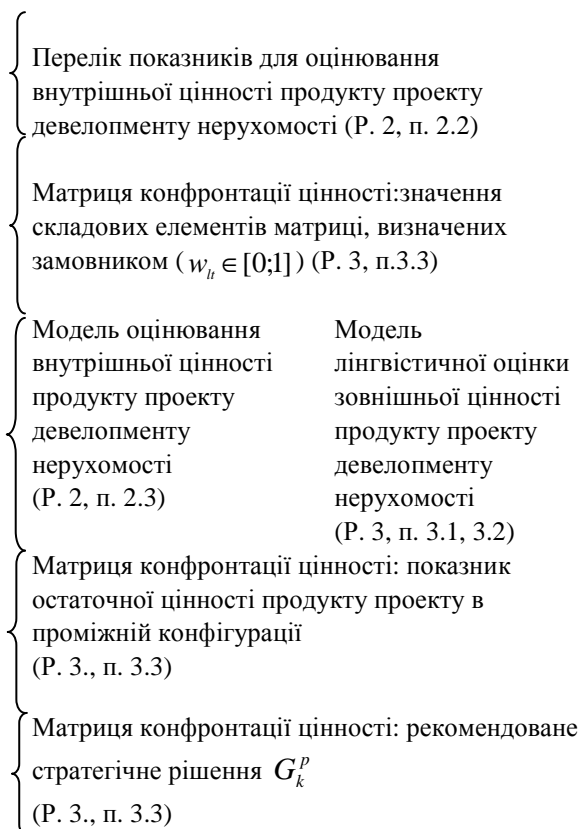 Перелік показників для оцінювання
внутрішньої цінності продукту проекту
девелопменту нерухомості (Р. 2, п. 2.2)
Матриця конфронтації цінності:значення
складових елементів матриці, визначених
замовником ( w_{lt} ∈ [0;1] ) (Р. 3, п.3.3)
Модель оцінювання
внутрішньої цінності
продукту проекту
девелопменту
нерухомості
(Р. 2, п. 2.3)
Модель
лінгвістичної оцінки
зовнішньої цінності
продукту проекту
девелопменту
нерухомості
(Р. 3, п. 3.1, 3.2)
Матриця конфронтації цінності: показник
остаточної цінності продукту проекту в
проміжній конфігурації
(Р. 3., п. 3.3)
Матриця конфронтації цінності: рекомендоване
стратегічне рішення G_k^p
(Р. 3., п. 3.3)